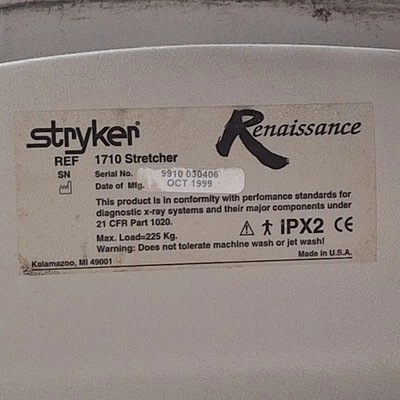 stryker®
Renaissance
REF 1710 Stretcher
SN Serial No. 9910 030406
Date of Mfg. OCT 1999
This product is in conformity with perfomance standards for
diagnostic x-ray systems and their major components under
21 CFR Part 1020.
Max. Load=225 Kg. IPX2 CE
Warning: Does not tolerate machine wash or jet wash!
Kalamazoo, MI 49001 Made in U.S.A.